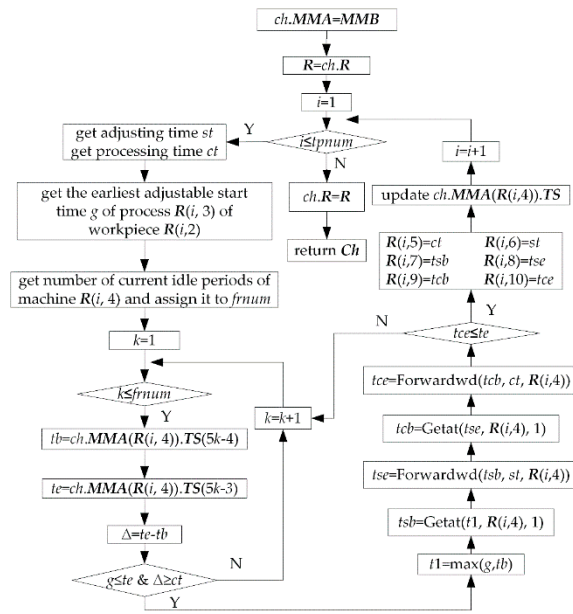 ch.MMA=MMB
R=ch.R
i=1
i≤tpnum
Y
N
get adjusting time st
get processing time ct
get the earliest adjustable start
time g of process R(i, 3) of
workpiece R(i,2)
get number of current idle periods of
machine R(i, 4) and assign it to frnum
k=1
k≤frnum
Y
tb=ch.MMA(R(i, 4)).TS(5k-4)
te=ch.MMA(R(i, 4)).TS(5k-3)
Δ=te-tb
g≤te & Δ≥ct
N
Y
k=k+1
ch.R=R
return Ch
i=i+1
update ch.MMA(R(i,4)).TS
R(i,5)=ct R(i,6)=st
R(i,7)=tsb R(i,8)=tse
R(i,9)=tcb R(i,10)=tce
Y
N
tce≤te
tce=Forwardwd(tcb, ct, R(i,4))
tcb=Getat(tse, R(i,4), 1)
tse=Forwardwd(tsb, st, R(i,4))
tsb=Getat(t1, R(i,4), 1)
t1=max(g,tb)